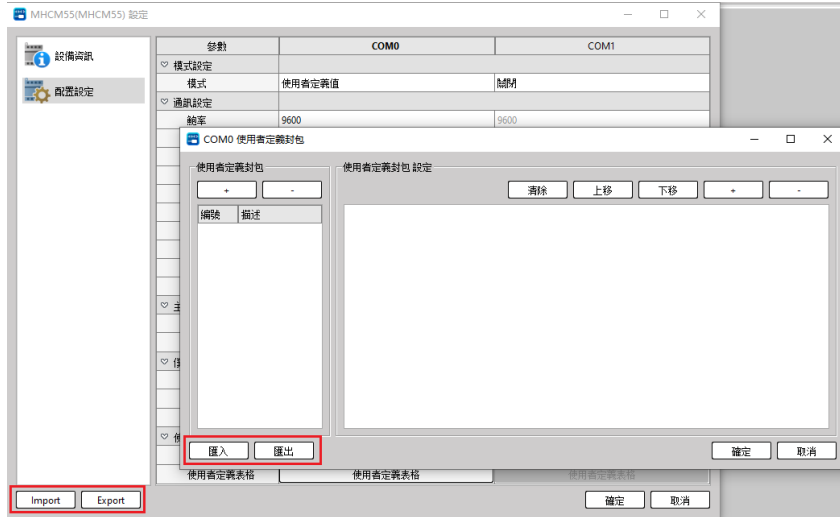 MHCM55(MHCM55) 設定
設備資訊
配置設定
參數 COM0 COM1
模式設定
模式 使用者定義值 關閉
通訊設定
鮑率 9600 9600
COM0 使用者定義封包
使用者定義封包
+ -
編號 描述
使用者定義封包 設定
清除 上移 下移 + -
匯入 匯出
確定 取消
使用者定義表格 使用者定義表格 使用者定義表格
Import Export
確定 取消